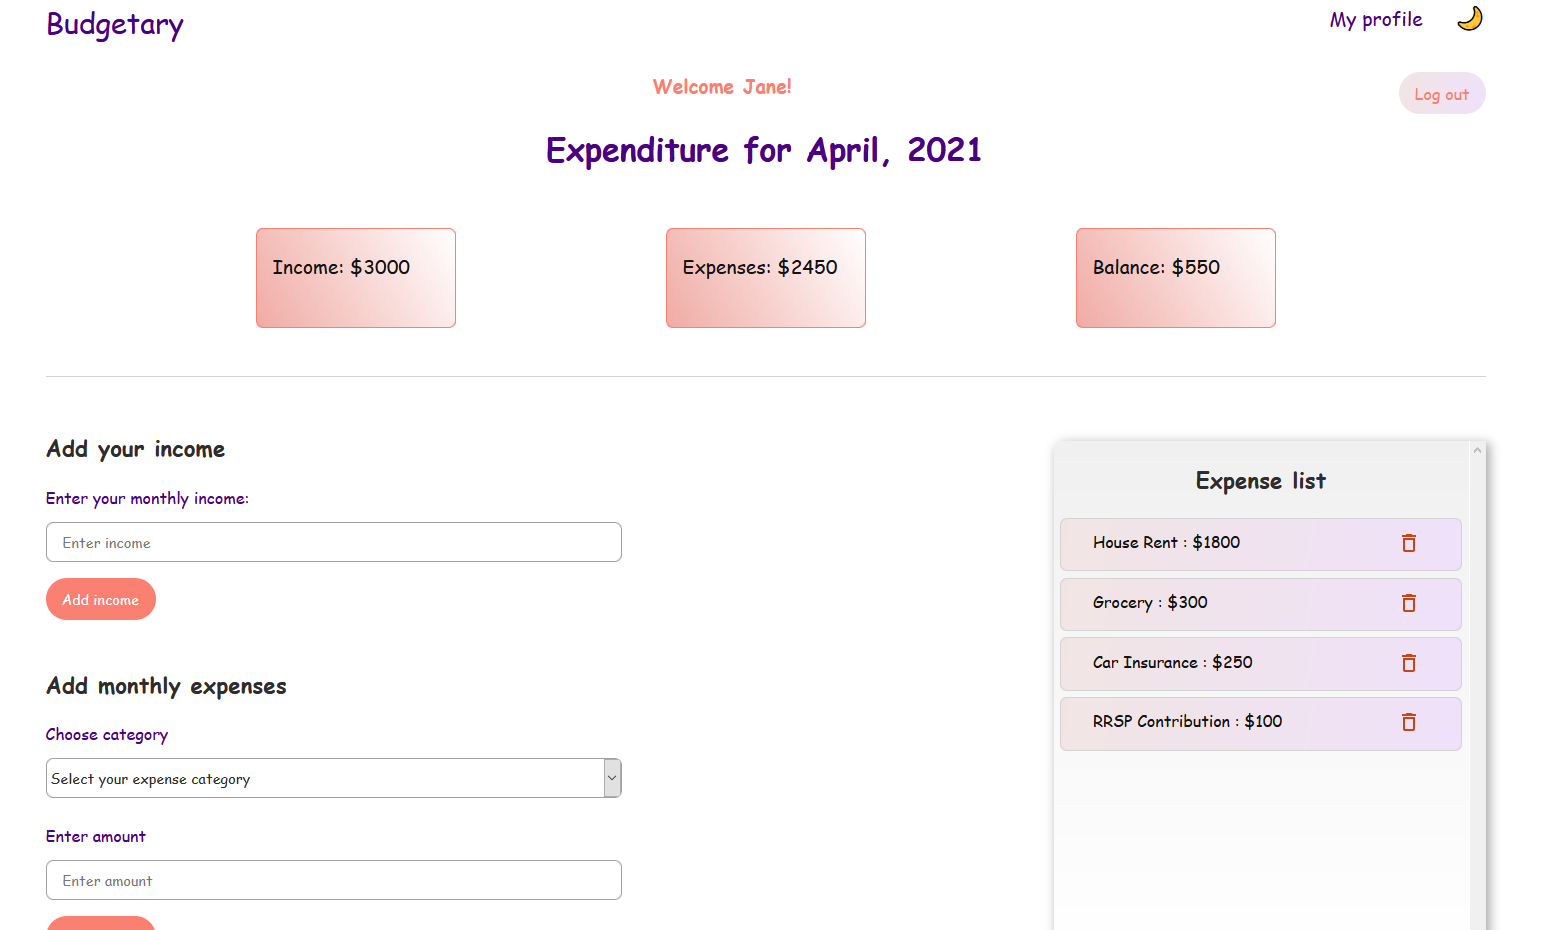 Budgetary
My profile
Welcome Jane!
Log out
Expenditure for April, 2021
Income: $3000
Expenses: $2450
Balance: $550
Add your income
Enter your monthly income:
Enter income
Add income
Add monthly expenses
Choose category
Select your expense category
Enter amount
Enter amount
Expense list
House Rent : $1800
Grocery : $300
Car Insurance : $250
RRSP Contribution : $100